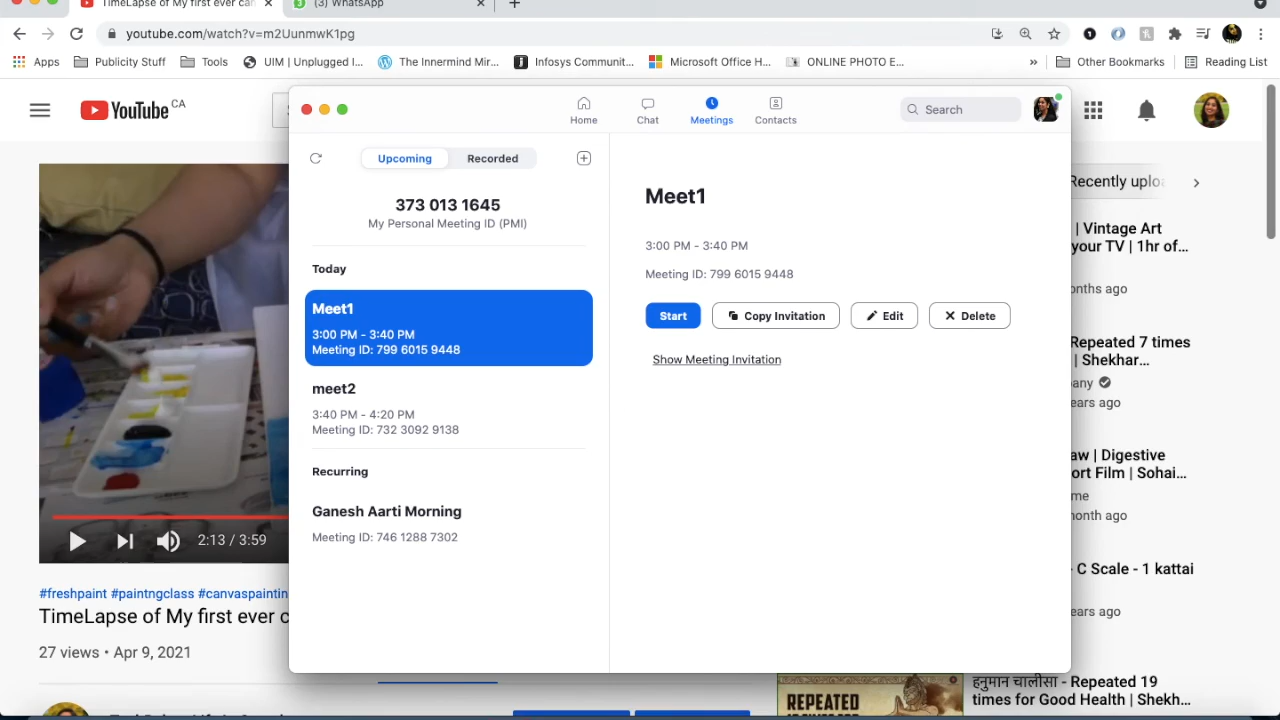 TimeLapse of My first ever can
(3) WhatsApp
youtube.com/watch?v=m2UunmwK1pg
Apps
Publicity Stuff
Tools
UIM | Unplugged I...
The Innermind Mir...
Infosys Communit...
Microsoft Office H...
ONLINE PHOTO E...
»
Other Bookmarks
Reading List
YouTube CA
Home
Chat
Meetings
Contacts
Search
Upcoming
Recorded
373 013 1645
My Personal Meeting ID (PMI)
Today
Meet1
3:00 PM - 3:40 PM
Meeting ID: 799 6015 9448
meet2
3:40 PM - 4:20 PM
Meeting ID: 732 3092 9138
Recurring
Ganesh Aarti Morning
Meeting ID: 746 1288 7302
Meet1
3:00 PM - 3:40 PM
Meeting ID: 799 6015 9448
Start
Copy Invitation
Edit
Delete
Show Meeting Invitation
2:13 / 3:59
#freshpaint #paintngclass #canvaspaintin
TimeLapse of My first ever c
27 views • Apr 9, 2021
Recently uploa
| Vintage Art
your TV | 1hr of...
onths ago
Repeated 7 times
| Shekhar...
any
ears ago
aw | Digestive
ort Film | Sohai...
me
month ago
- C Scale - 1 kattai
ears ago
हनुमान चालीसा - Repeated 19
times for Good Health | Shekh...
REPEATED